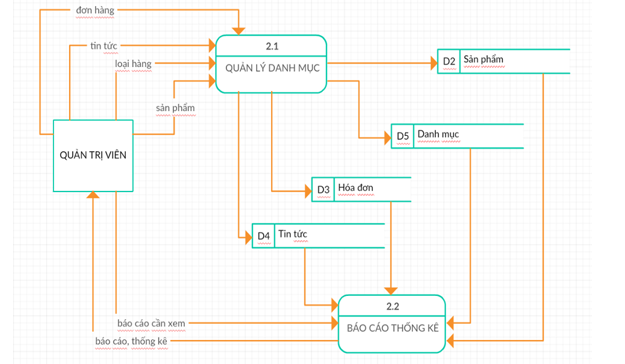 đơn hàng
tin tức
loại hàng
sản phẩm
2.1
QUẢN LÝ DANH MỤC
D2 Sản phẩm
D5 Danh mục
QUẢN TRỊ VIÊN
D3 Hóa đơn
D4 Tin tức
2.2
BÁO CÁO THỐNG KÊ
báo cáo cần xem
báo cáo, thống kê